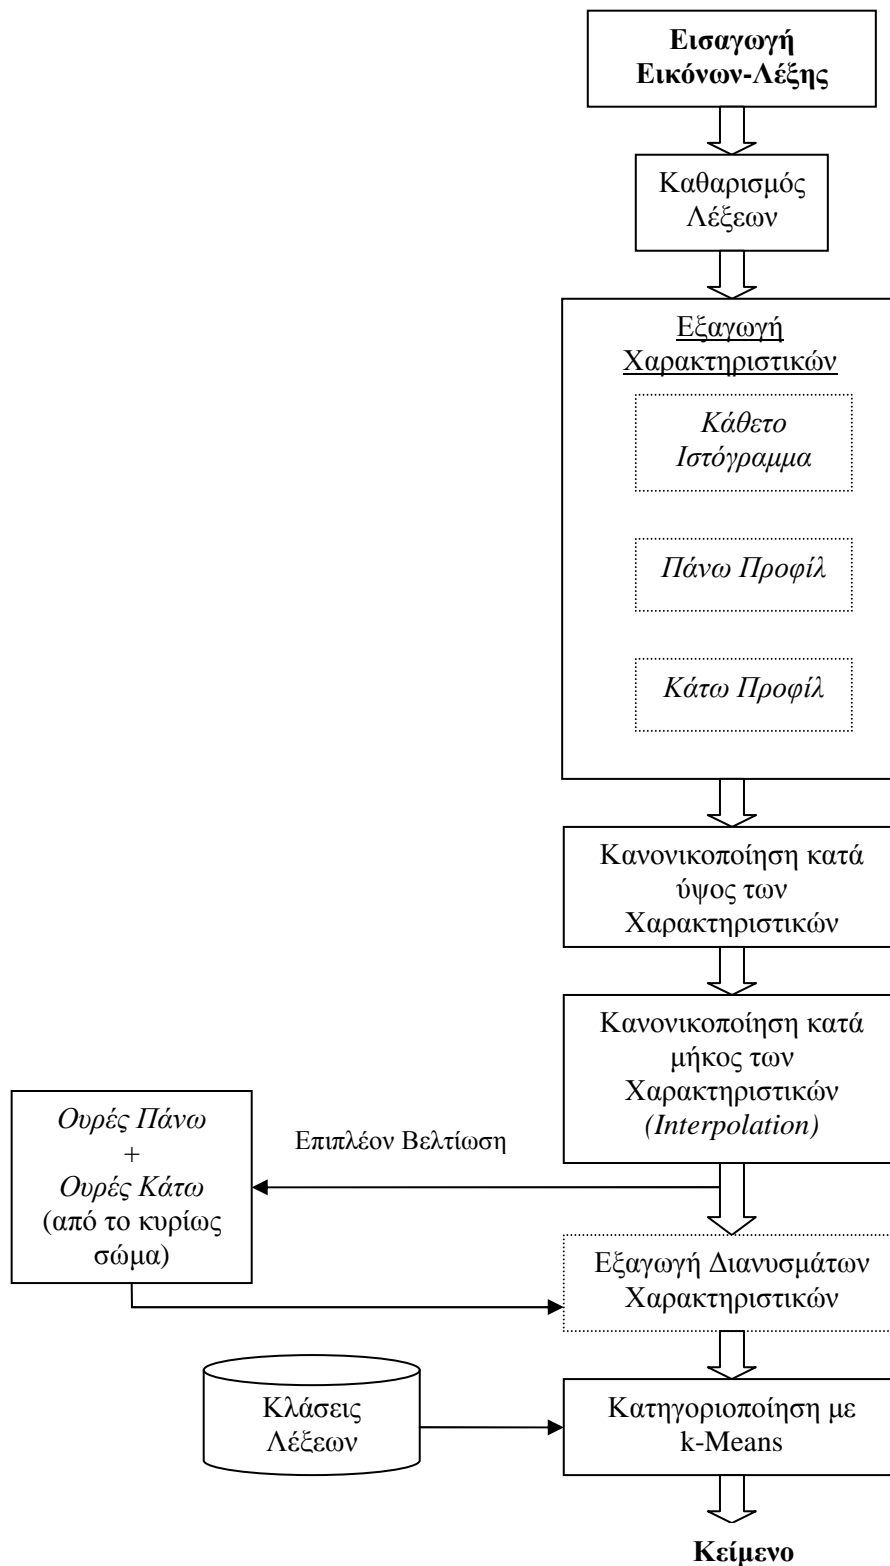 Εισαγωγή
Εικόνων-Λέξης
Καθαρισμός
Λέξεων
Εξαγωγή
Χαρακτηριστικών
Κάθετο
Ιστόγραμμα
Πάνω Προφίλ
Κάτω Προφίλ
Κανονικοποίηση κατά
ύψος των
Χαρακτηριστικών
Κανονικοποίηση κατά
μήκος των
Χαρακτηριστικών
(Interpolation)
Επιπλέον Βελτίωση
Ουρές Πάνω
+
Ουρές Κάτω
(από το κυρίως
σώμα)
Εξαγωγή Διανυσμάτων
Χαρακτηριστικών
Κλάσεις
Λέξεων
Κατηγοριοποίηση με
k-Means
Κείμενο